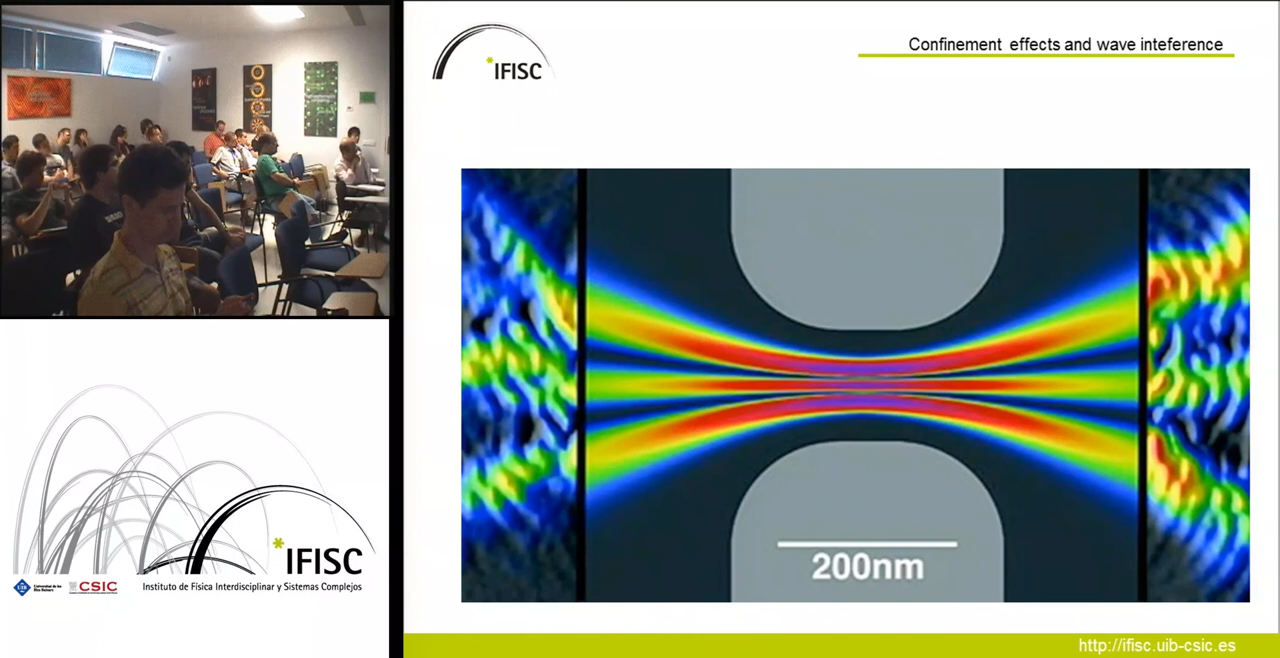 IFISC
Confinement effects and wave inteference
200nm
IFISC
CSIC
Instituto de Física Interdisciplinar y Sistemas Complejos
http://ifisc.uib-csic.es